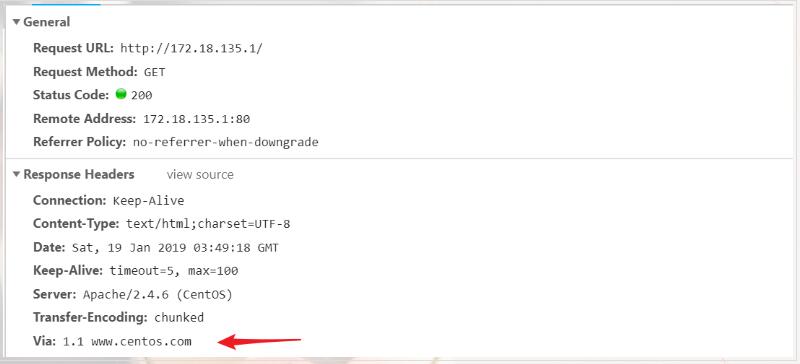 General
Request URL: http://172.18.135.1/
Request Method: GET
Status Code: 200
Remote Address: 172.18.135.1:80
Referrer Policy: no-referrer-when-downgrade
Response Headers view source
Connection: Keep-Alive
Content-Type: text/html;charset=UTF-8
Date: Sat, 19 Jan 2019 03:49:18 GMT
Keep-Alive: timeout=5, max=100
Server: Apache/2.4.6 (CentOS)
Transfer-Encoding: chunked
Via: 1.1 www.centos.com